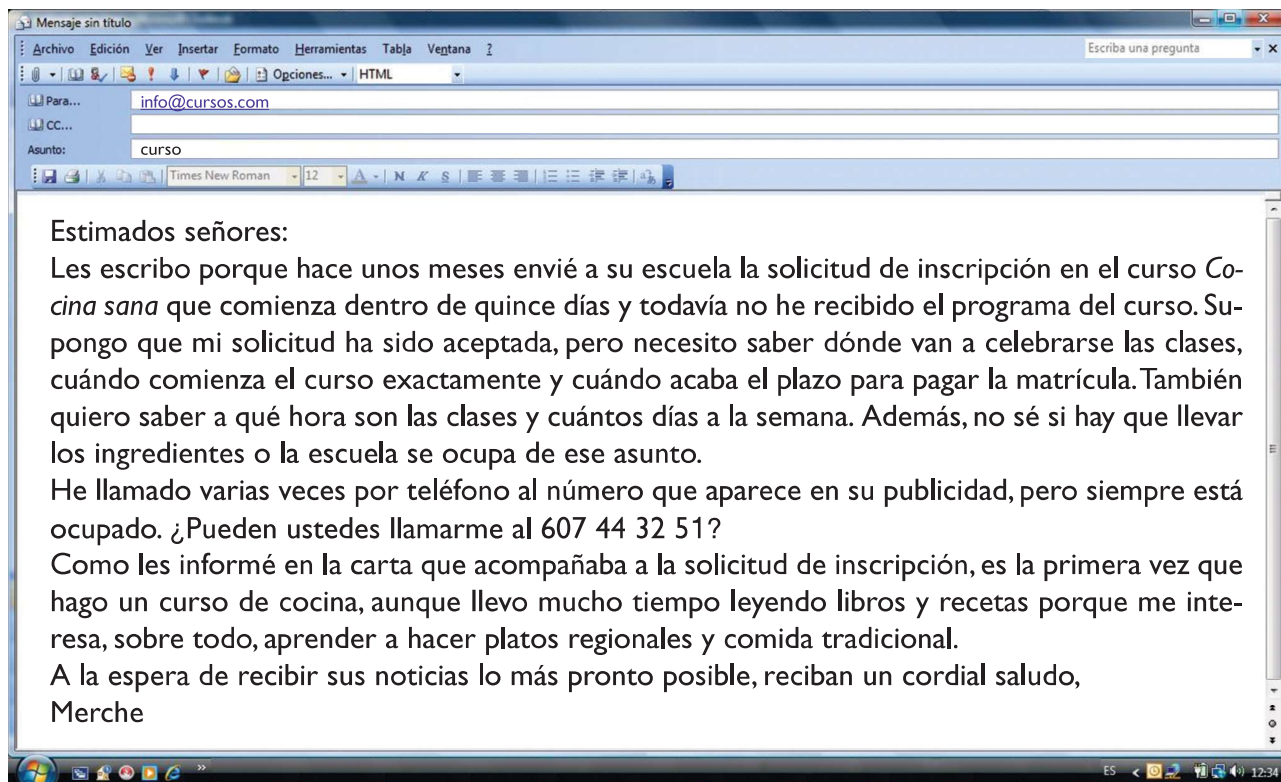 Mensaje sin título
Archivo Edición Ver Insertar Formato Herramientas Tabla Ventana ? Escriba una pregunta
Opciones... HTML
Para... info@cursos.com
CC...
Asunto: curso
Times New Roman 12 A N K S
Estimados señores:
Les escribo porque hace unos meses envié a su escuela la solicitud de inscripción en el curso Co-
cina sana que comienza dentro de quince días y todavía no he recibido el programa del curso. Su-
pongo que mi solicitud ha sido aceptada, pero necesito saber dónde van a celebrarse las clases,
cuándo comienza el curso exactamente y cuándo acaba el plazo para pagar la matrícula. También
quiero saber a qué hora son las clases y cuántos días a la semana. Además, no sé si hay que llevar
los ingredientes o la escuela se ocupa de ese asunto.
He llamado varias veces por teléfono al número que aparece en su publicidad, pero siempre está
ocupado. ¿Pueden ustedes llamarme al 607 44 32 51?
Como les informé en la carta que acompañaba a la solicitud de inscripción, es la primera vez que
hago un curso de cocina, aunque llevo mucho tiempo leyendo libros y recetas porque me inte-
resa, sobre todo, aprender a hacer platos regionales y comida tradicional.
A la espera de recibir sus noticias lo más pronto posible, reciban un cordial saludo,
Merche
ES 12:34